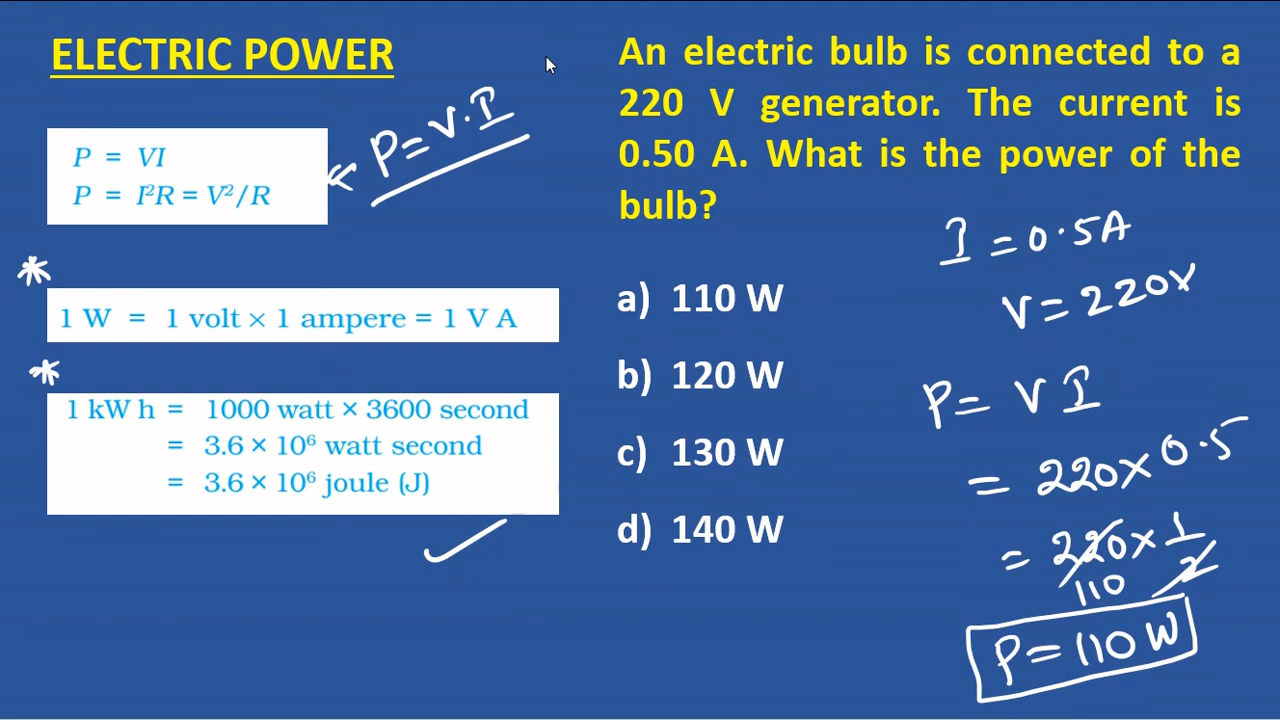 ELECTRIC POWER
P = VI
P = I²R = V²/R
P = V.I
*
1 W = 1 volt × 1 ampere = 1 V A
*
1 kW h = 1000 watt × 3600 second
= 3.6 × 10⁶ watt second
= 3.6 × 10⁶ joule (J)
An electric bulb is connected to a
220 V generator. The current is
0.50 A. What is the power of the
bulb?
a) 110 W
b) 120 W
c) 130 W
d) 140 W
I = 0.5A
V = 220V
P = V I
= 220 × 0.5
= 220 × 1/2
110
P = 110 W